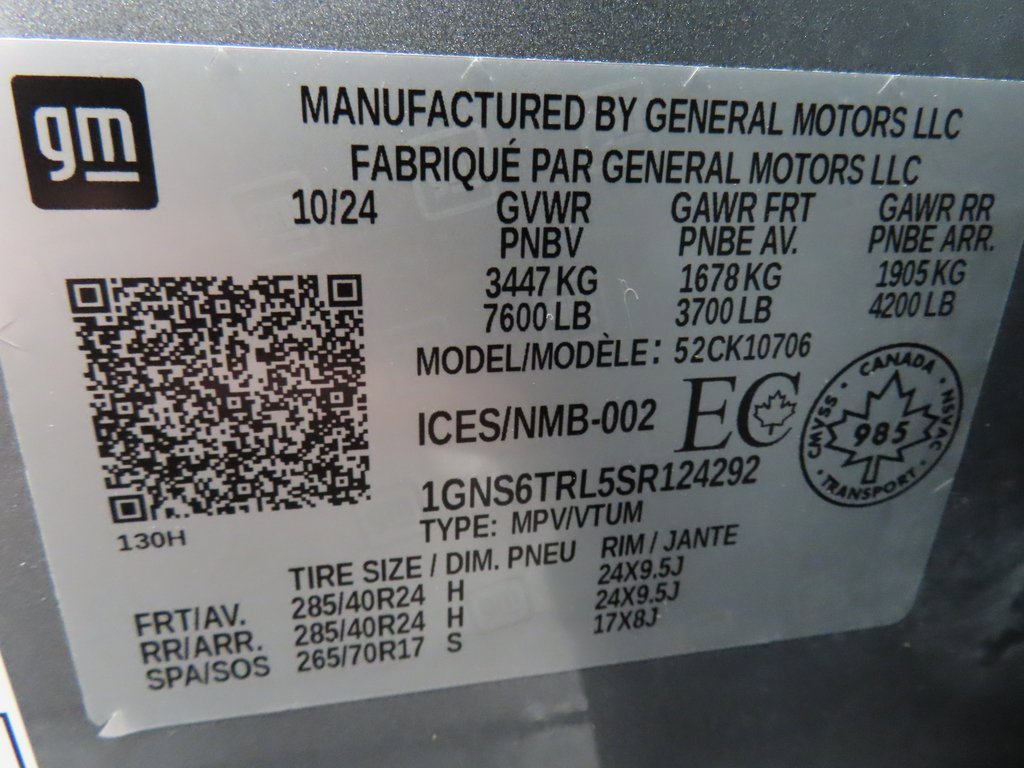 gm
MANUFACTURED BY GENERAL MOTORS LLC
FABRIQUÉ PAR GENERAL MOTORS LLC
10/24 GVWR GAWR FRT GAWR RR
PNBV PNBE AV. PNBE ARR.
3447 KG 1678 KG 1905 KG
7600 LB 3700 LB 4200 LB
MODEL/MODÈLE: 52CK10706
ICES/NMB-002 EC
CANADA
CMVSS 985 NSVAC
TRANSPORT
1GNS6TRL5SR124292
TYPE: MPV/VTUM
130H
TIRE SIZE / DIM. PNEU RIM / JANTE
FRT/AV. 285/40R24 H 24X9.5J
RR/ARR. 285/40R24 H 24X9.5J
SPA/SOS 265/70R17 S 17X8J